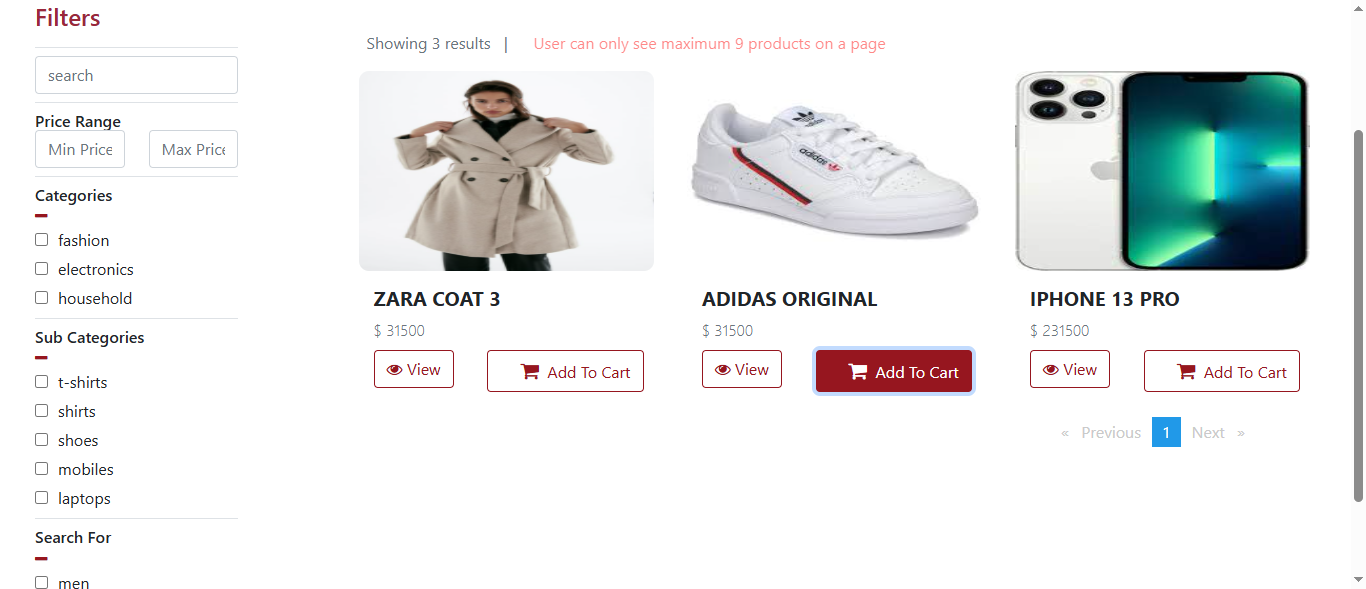 Filters
search
Price Range
Min Price Max Price
Categories
fashion
electronics
household
Sub Categories
t-shirts
shirts
shoes
mobiles
laptops
Search For
men
Showing 3 results | User can only see maximum 9 products on a page
adidas
adidas
ZARA COAT 3
$ 31500
View Add To Cart
ADIDAS ORIGINAL
$ 31500
View Add To Cart
IPHONE 13 PRO
$ 231500
View Add To Cart
« Previous 1 Next »